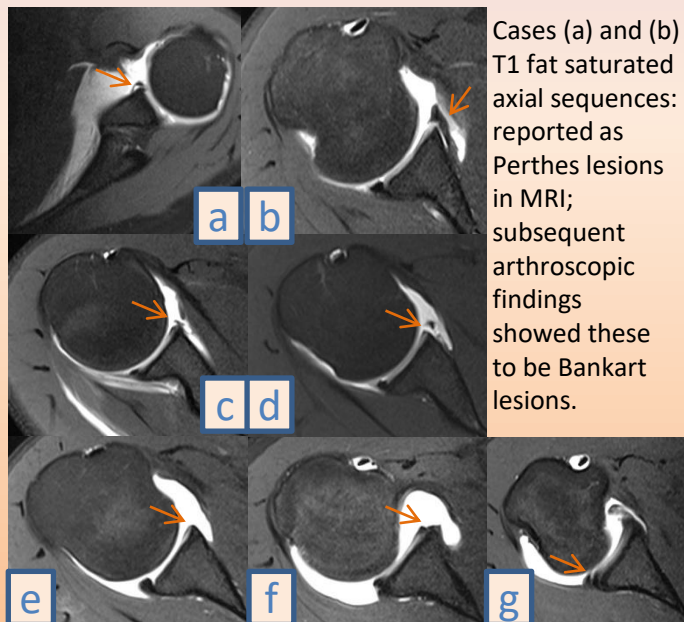 Cases (a) and (b)
T1 fat saturated
axial sequences:
reported as
Perthes lesions
in MRI;
subsequent
arthroscopic
findings
showed these
to be Bankart
lesions.
a b
c d
e f g